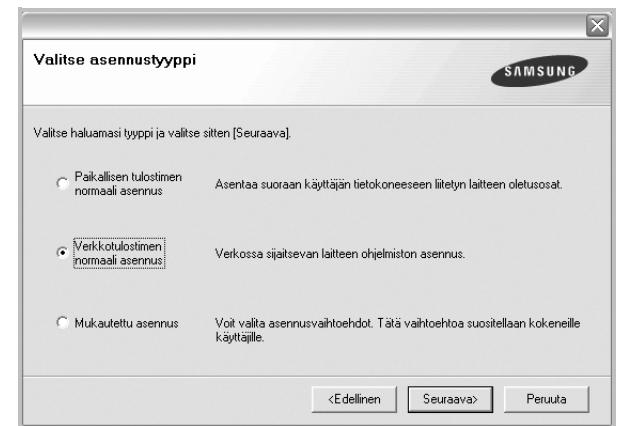 Valitse asennustyyppi
SAMSUNG
Valitse haluamasi tyyppi ja valitse sitten [Seuraava].
Paikallisen tulostimen
normaali asennus
Asentaa suoraan käyttäjän tietokoneeseen liitetyn laitteen oletusosat.
Verkkotulostimen
normaali asennus
Verkossa sijaitsevan laitteen ohjelmiston asennus.
Mukautettu asennus
Voit valita asennusvaihtoehdot. Tätä vaihtoehtoa suositellaan kokeneille
käyttäjille.
<Edellinen
Seuraava>
Peruuta